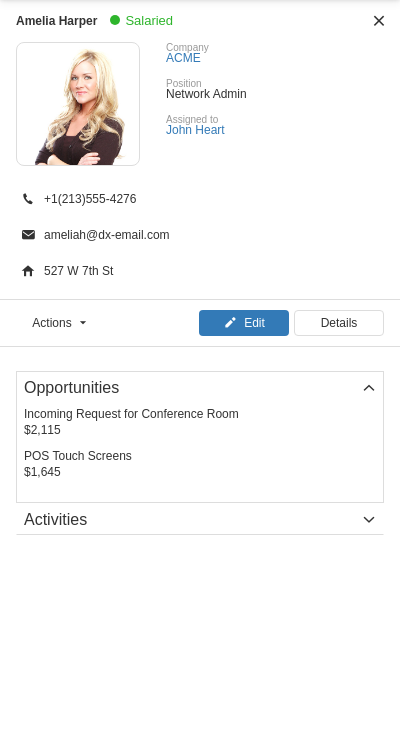 Amelia Harper Salaried
Company
ACME
Position
Network Admin
Assigned to
John Heart
+1(213)555-4276
ameliah@dx-email.com
527 W 7th St
Actions Edit Details
Opportunities
Incoming Request for Conference Room
$2,115
POS Touch Screens
$1,645
Activities